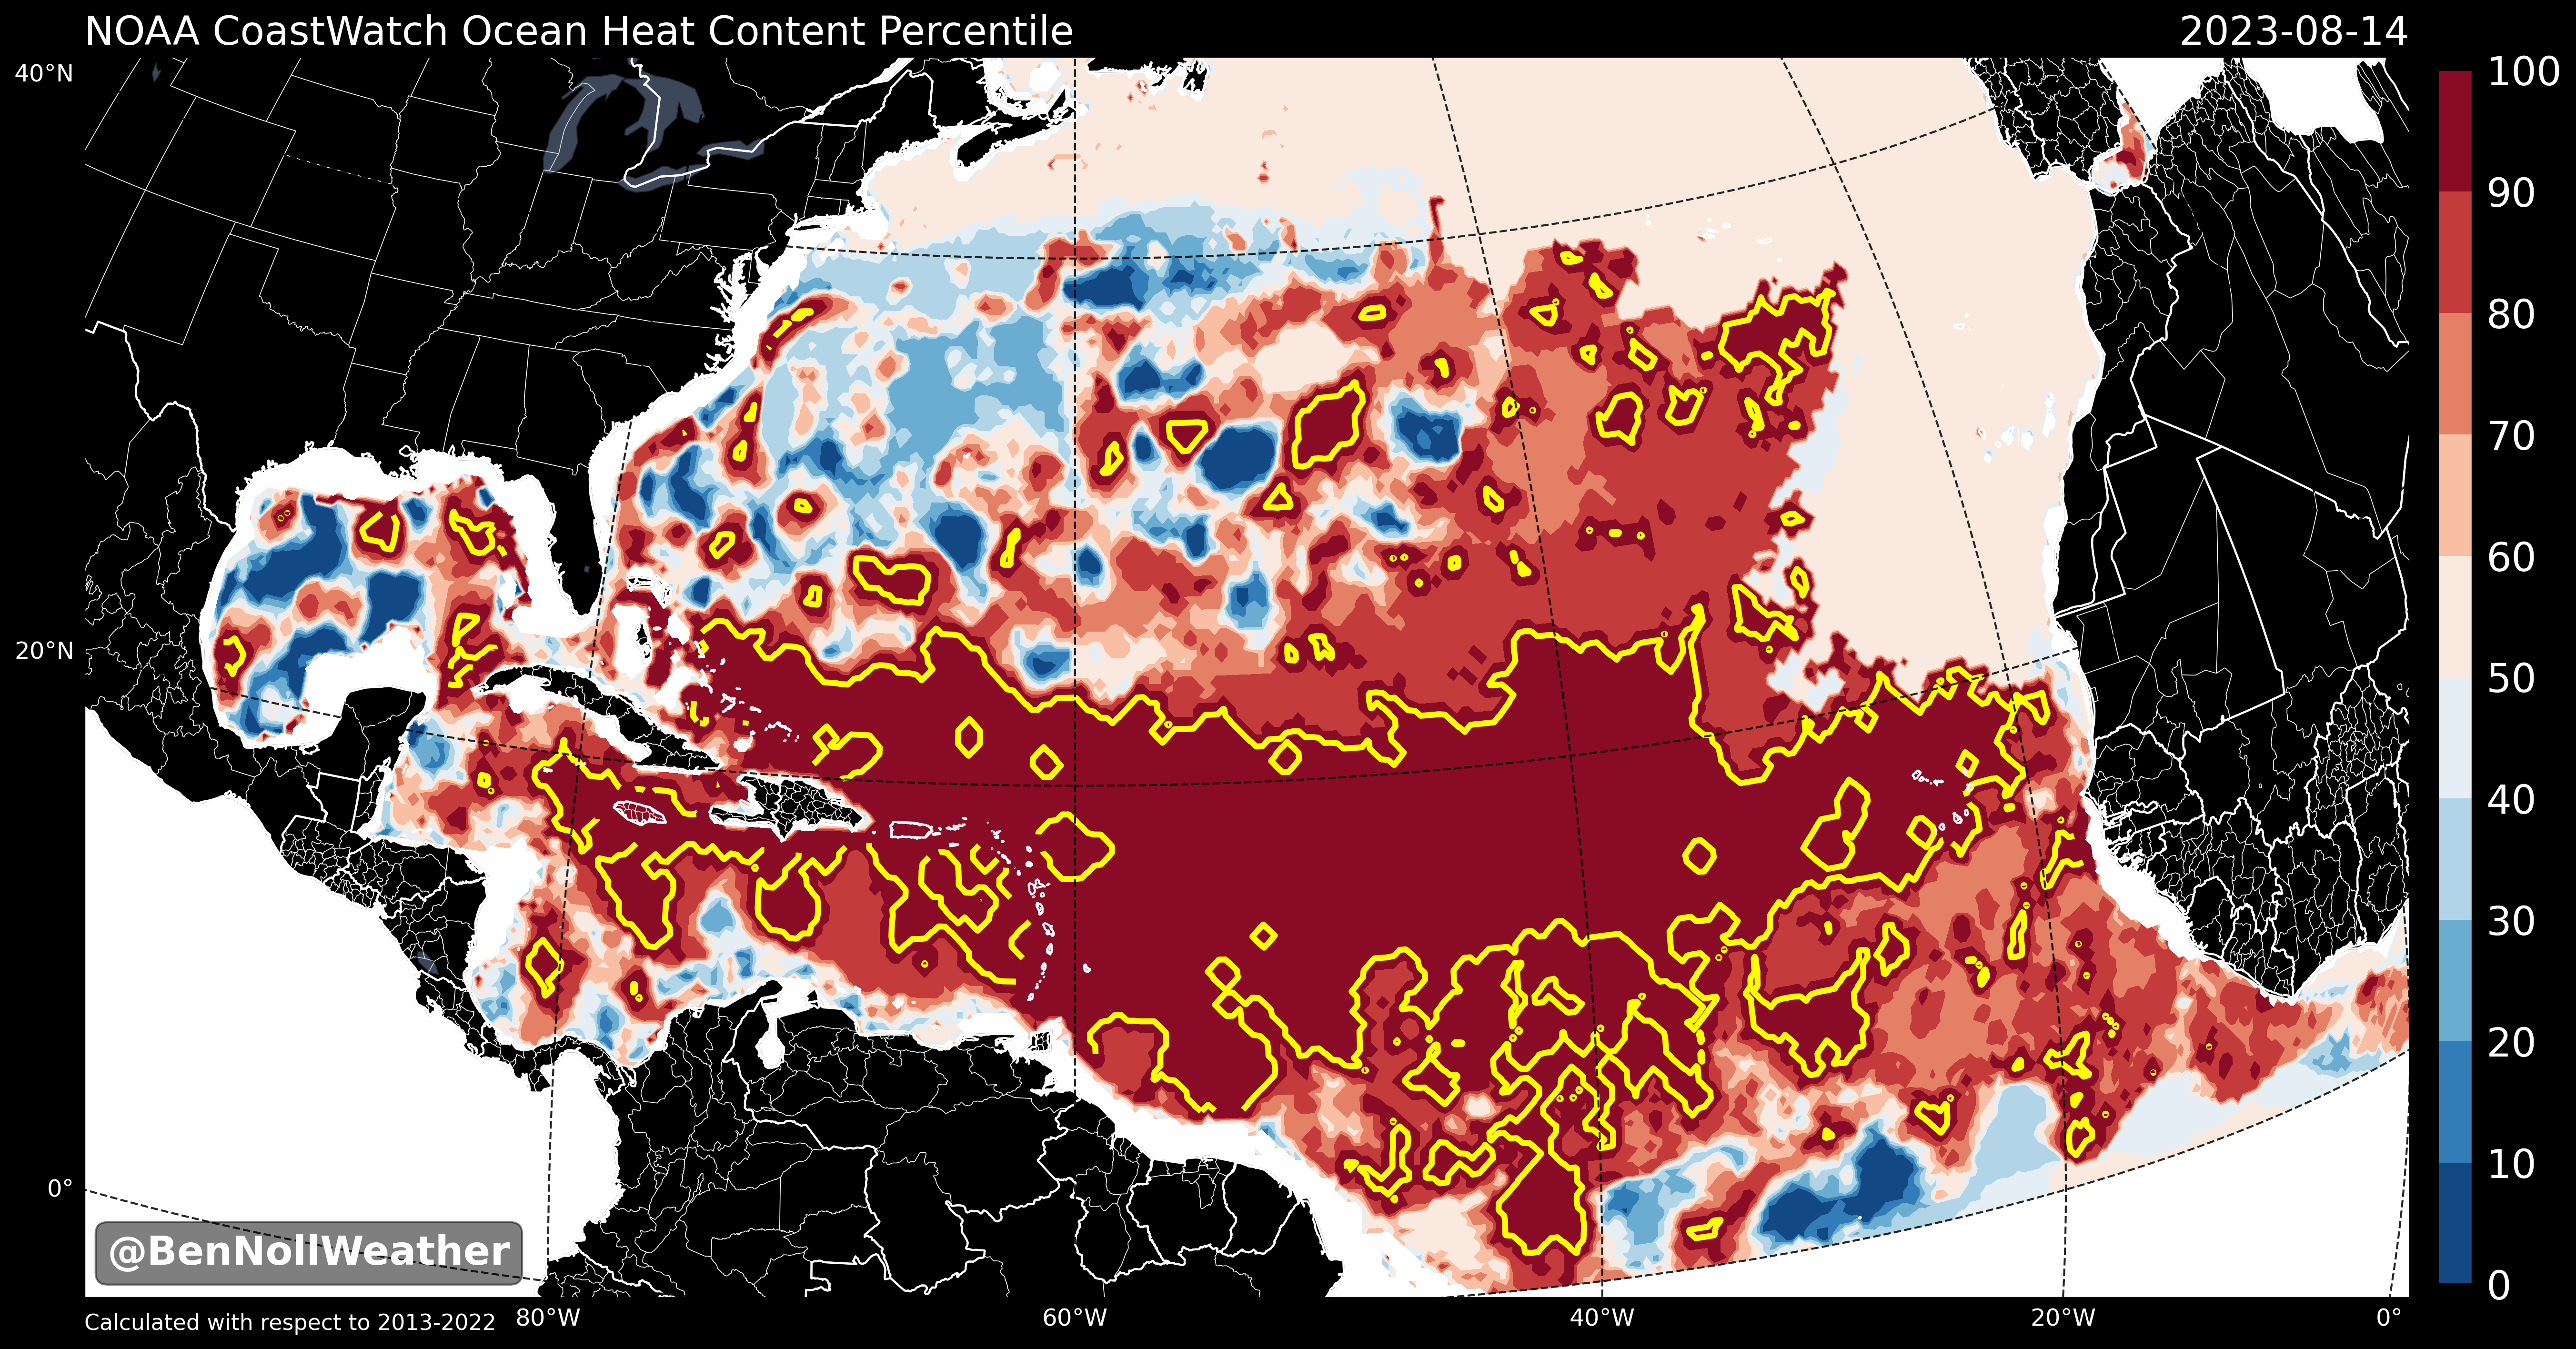 NOAA CoastWatch Ocean Heat Content Percentile
2023-08-14
40°N
20°N
0°
100
90
80
70
60
50
40
30
20
10
0
@BenNollWeather
Calculated with respect to 2013-2022
80°W
60°W
40°W
20°W
0°